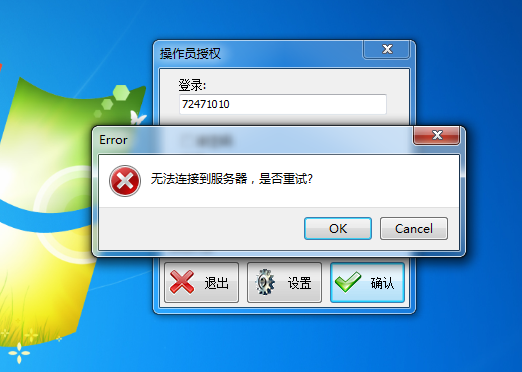 操作员授权
登录:
72471010
Error
无法连接到服务器，是否重试?
OK
Cancel
退出
设置
确认